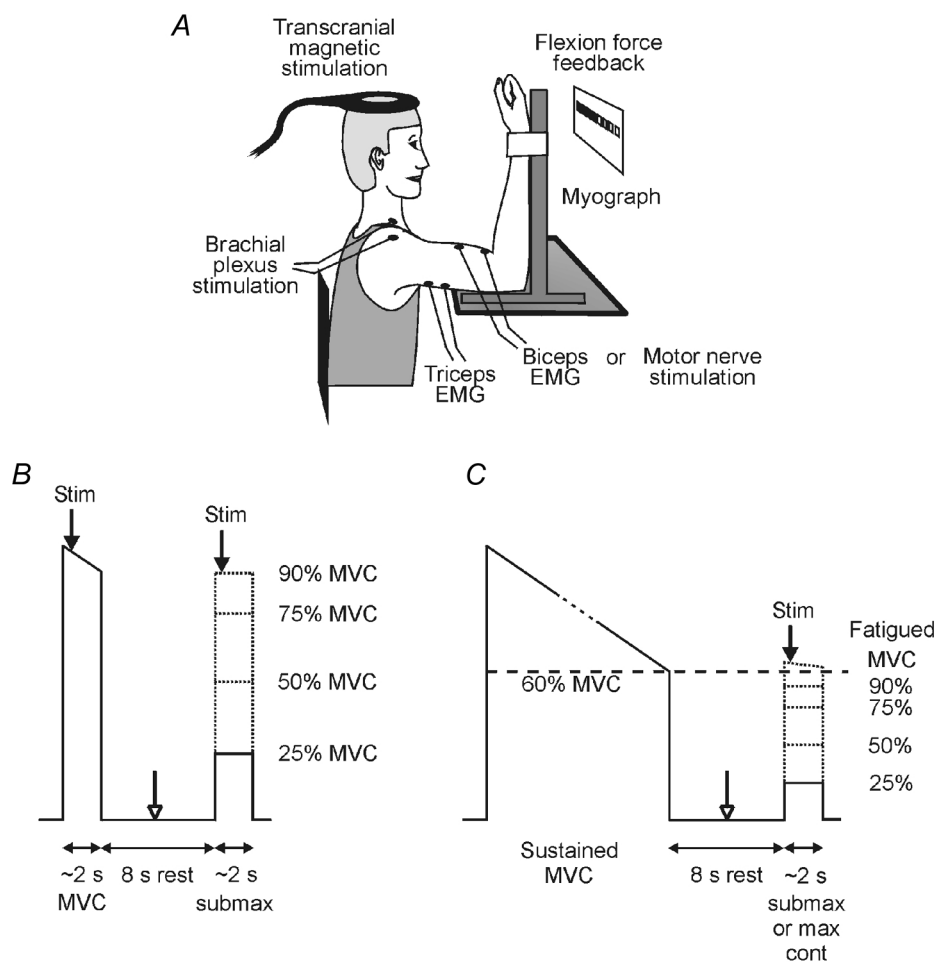 A
Transcranial
magnetic
stimulation
Flexion force
feedback
Myograph
Brachial
plexus
stimulation
Triceps
EMG
Biceps or Motor nerve
EMG stimulation
B
Stim
Stim
90% MVC
75% MVC
50% MVC
25% MVC
~2 s
MVC
8 s rest
~2 s
submax
C
Stim
Fatigued
MVC
60% MVC
90%
75%
50%
25%
Sustained
MVC
8 s rest
~2 s
submax
or max
cont